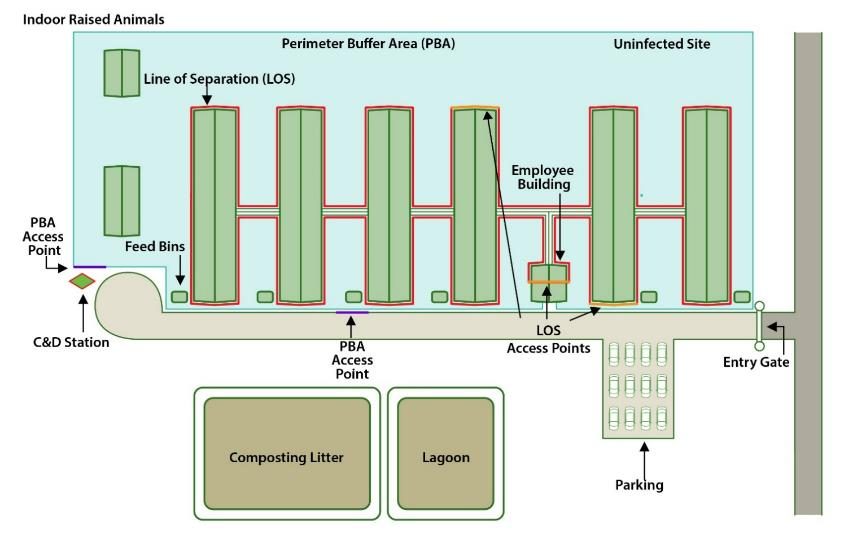 Indoor Raised Animals
Perimeter Buffer Area (PBA)
Uninfected Site
Line of Separation (LOS)
Employee
Building
PBA
Access
Point
Feed Bins
C&D Station
PBA
Access
Point
LOS
Access Points
Entry Gate
Composting Litter
Lagoon
Parking